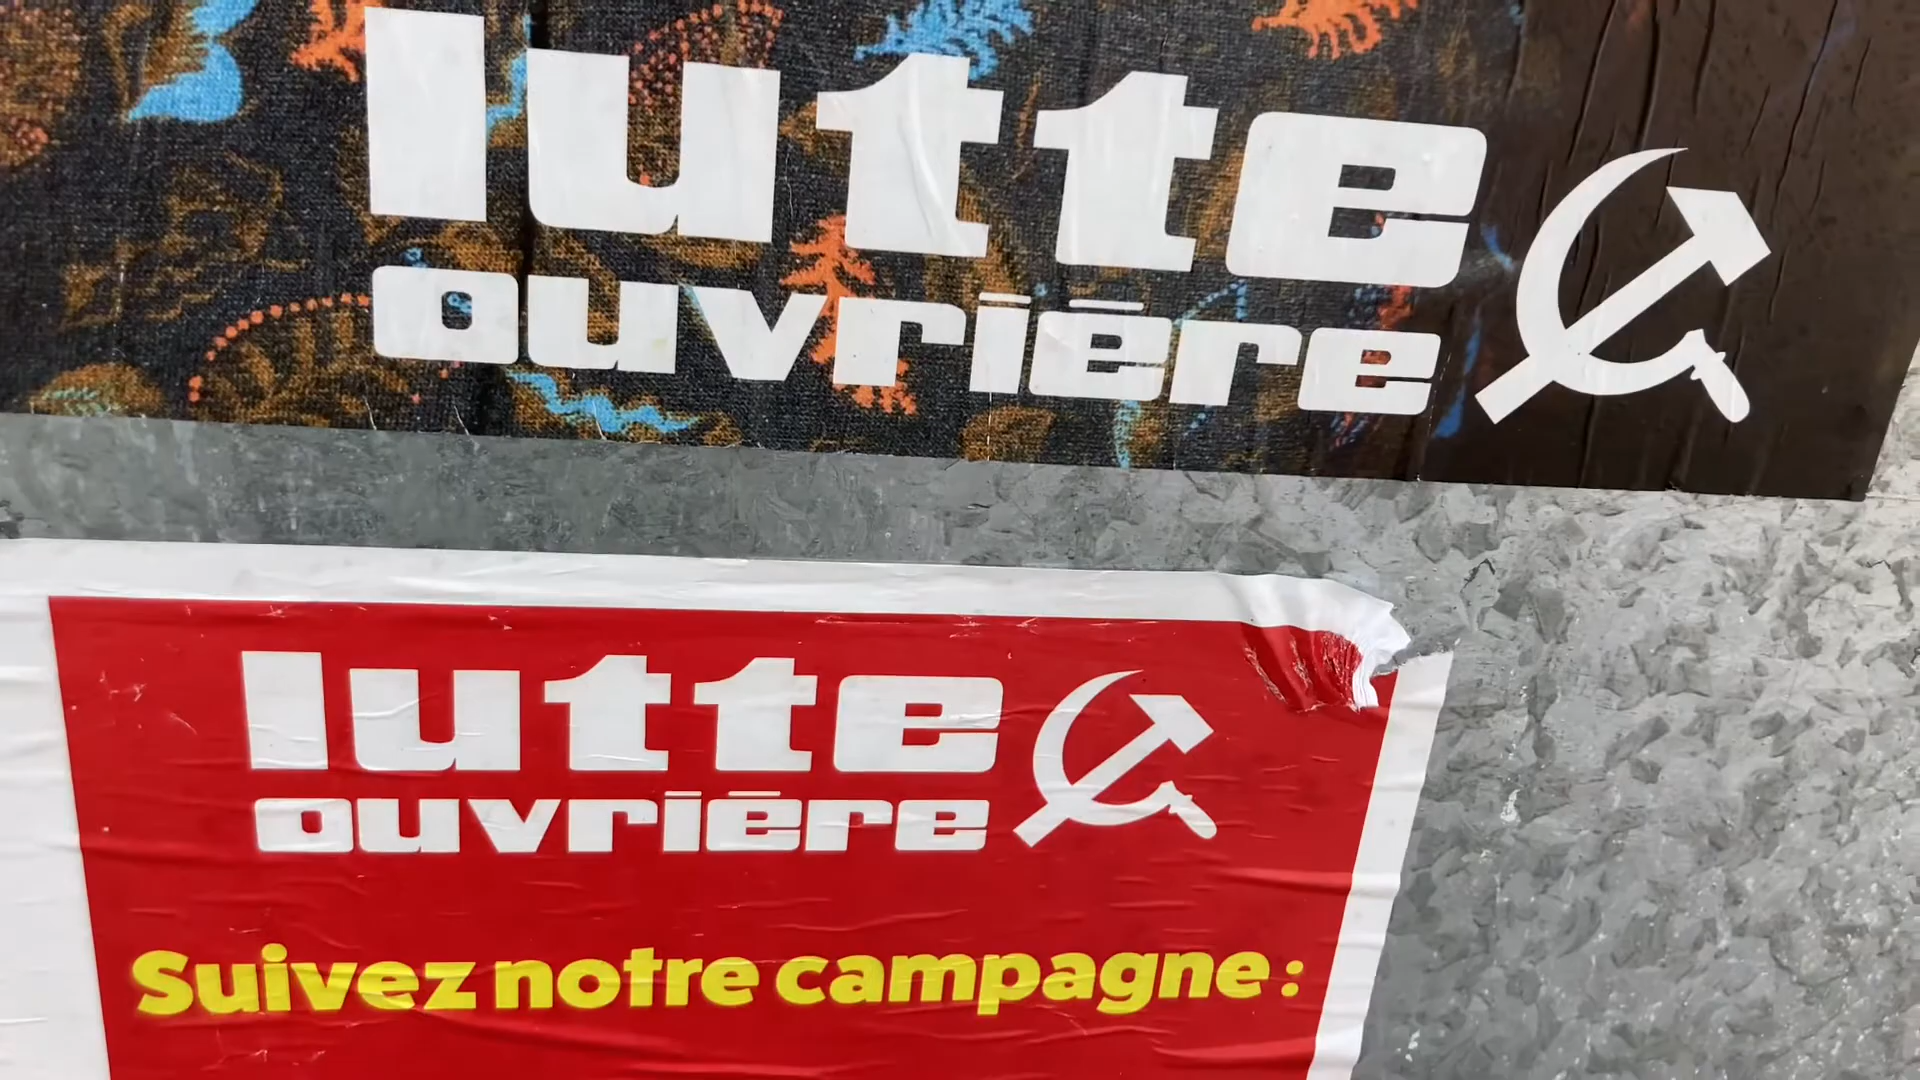 lutte
ouvrière
lutte
ouvrière
Suivez notre campagne :